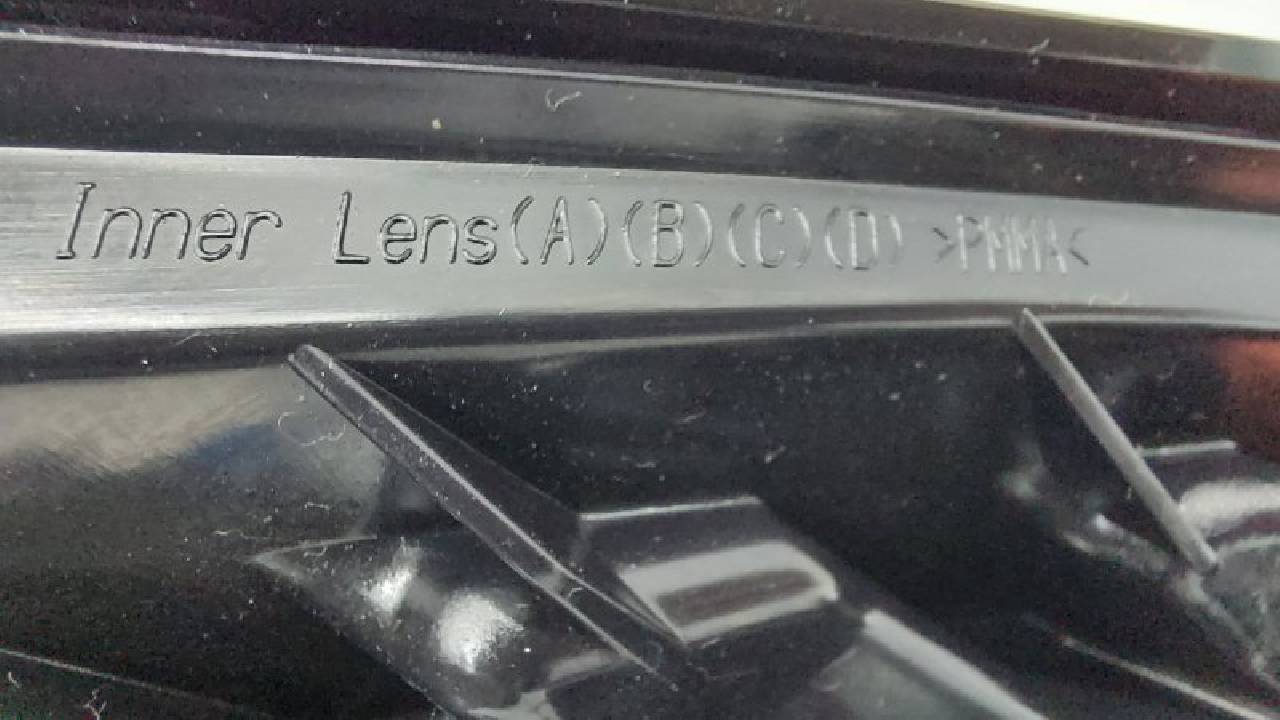 Inner Lens(A)(B)(C)(D) >PMMA<